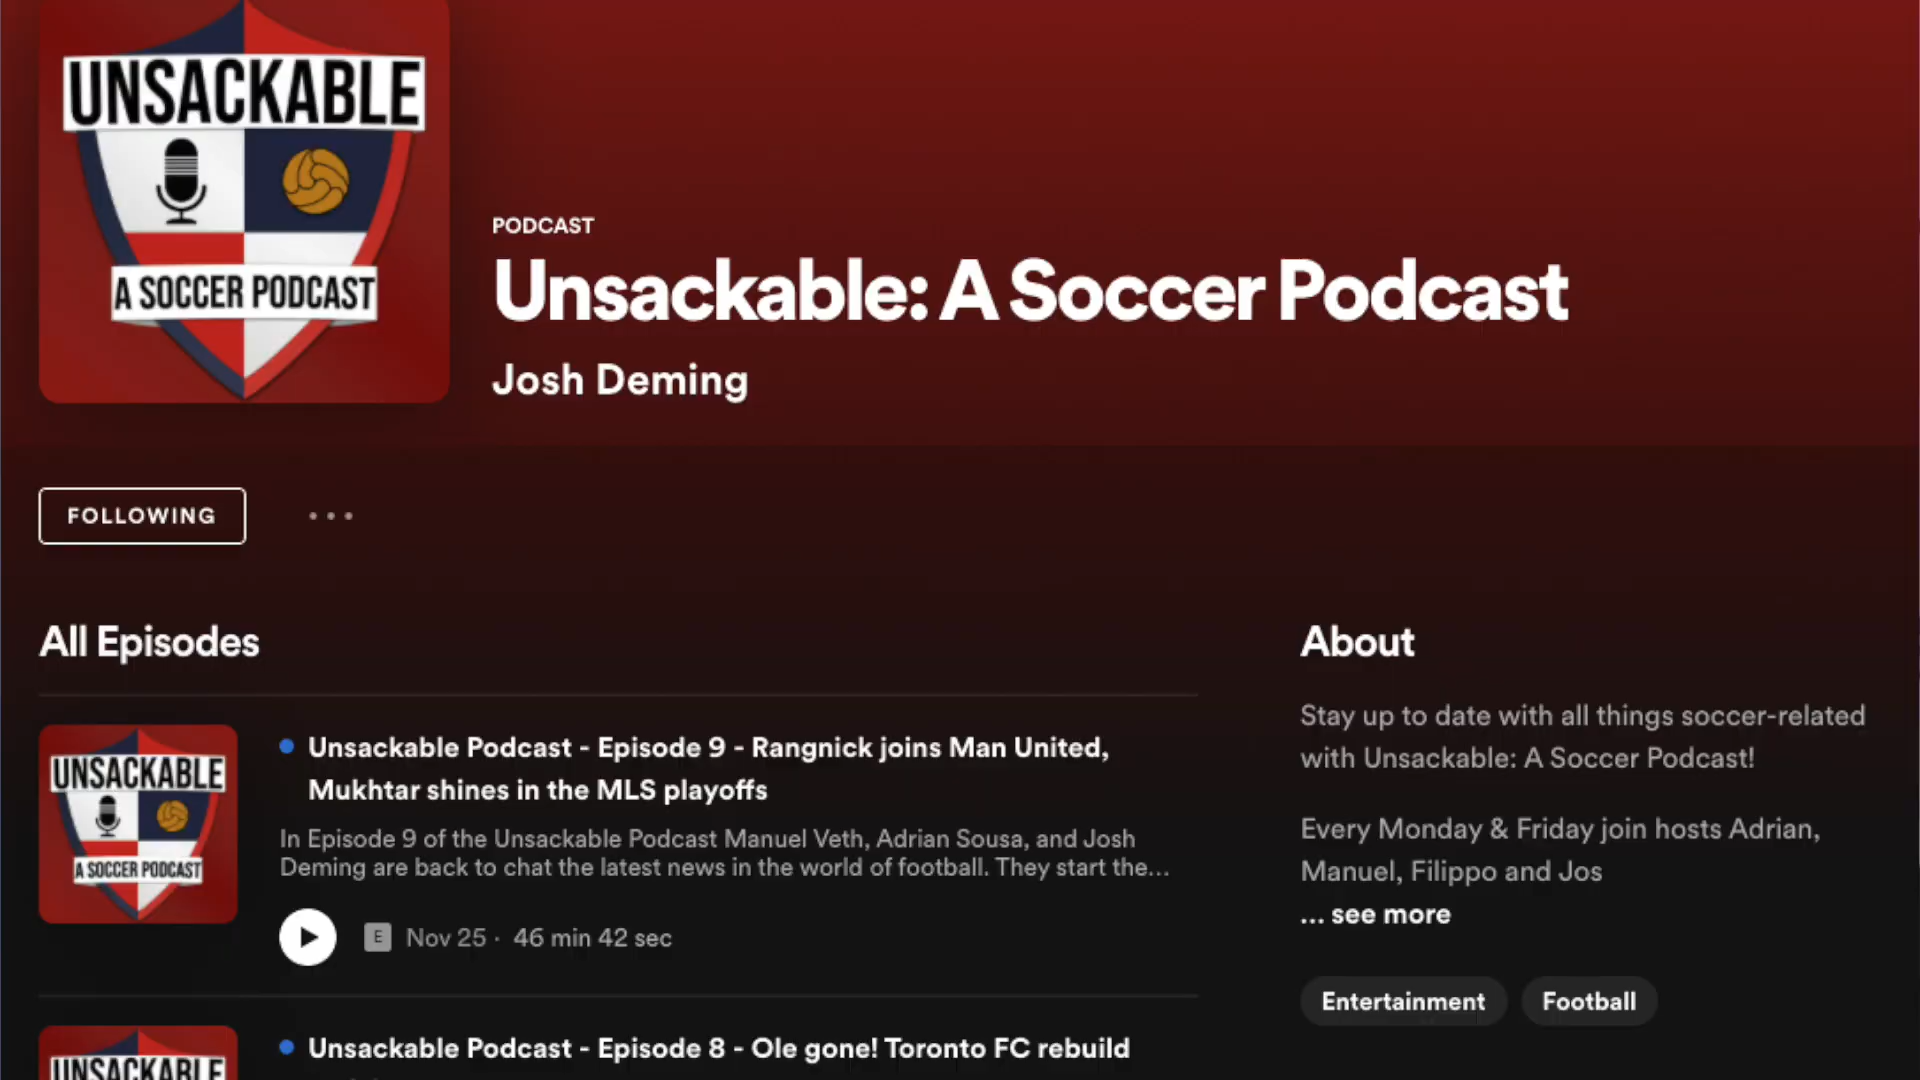 UNSACKABLE
A SOCCER PODCAST
PODCAST
Unsackable: A Soccer Podcast
Josh Deming
FOLLOWING
All Episodes
UNSACKABLE
A SOCCER PODCAST
Unsackable Podcast - Episode 9 - Rangnick joins Man United,
Mukhtar shines in the MLS playoffs
In Episode 9 of the Unsackable Podcast Manuel Veth, Adrian Sousa, and Josh
Deming are back to chat the latest news in the world of football. They start the...
E Nov 25 · 46 min 42 sec
UNSACKABLE
Unsackable Podcast - Episode 8 - Ole gone! Toronto FC rebuild
About
Stay up to date with all things soccer-related
with Unsackable: A Soccer Podcast!
Every Monday & Friday join hosts Adrian,
Manuel, Filippo and Jos
... see more
Entertainment
Football